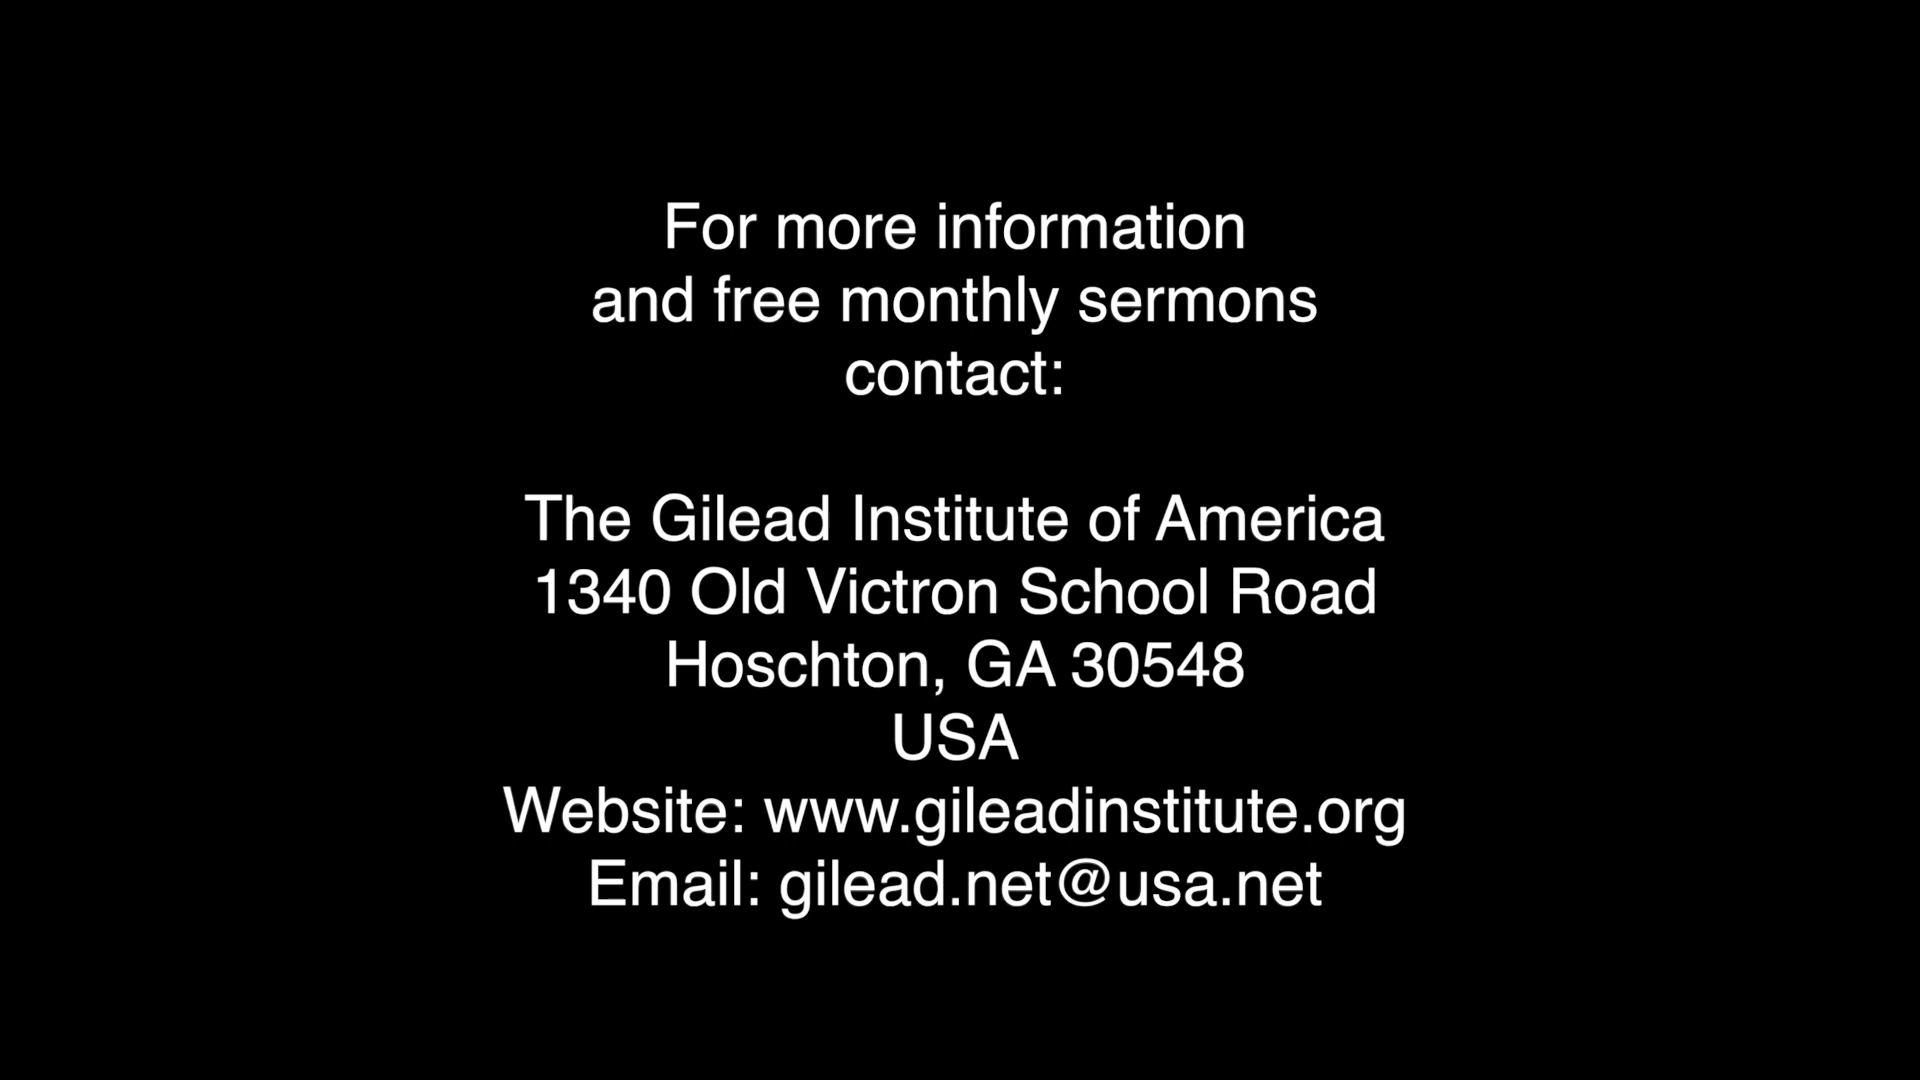 For more information
and free monthly sermons
contact:
The Gilead Institute of America
1340 Old Victron School Road
Hoschton, GA 30548
USA
Website: www.gileadinstitute.org
Email: gilead.net@usa.net